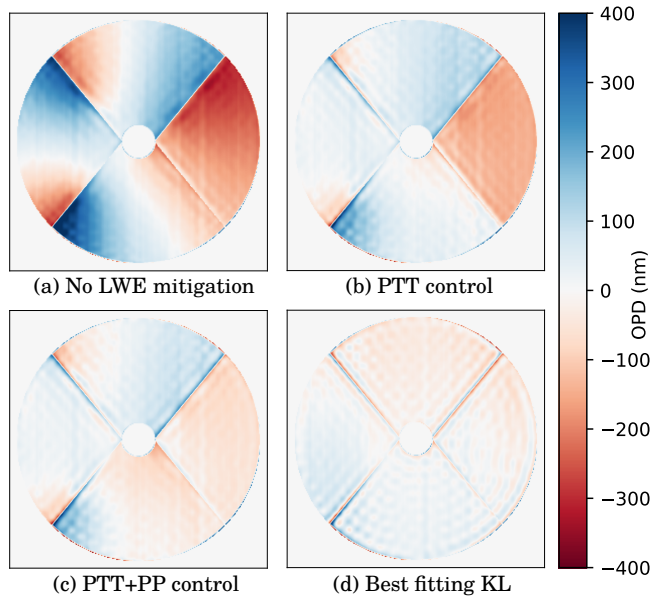 (a) No LWE mitigation
(b) PTT control
(c) PTT+PP control
(d) Best fitting KL
400
300
200
100
0
−100
−200
−300
−400
OPD (nm)